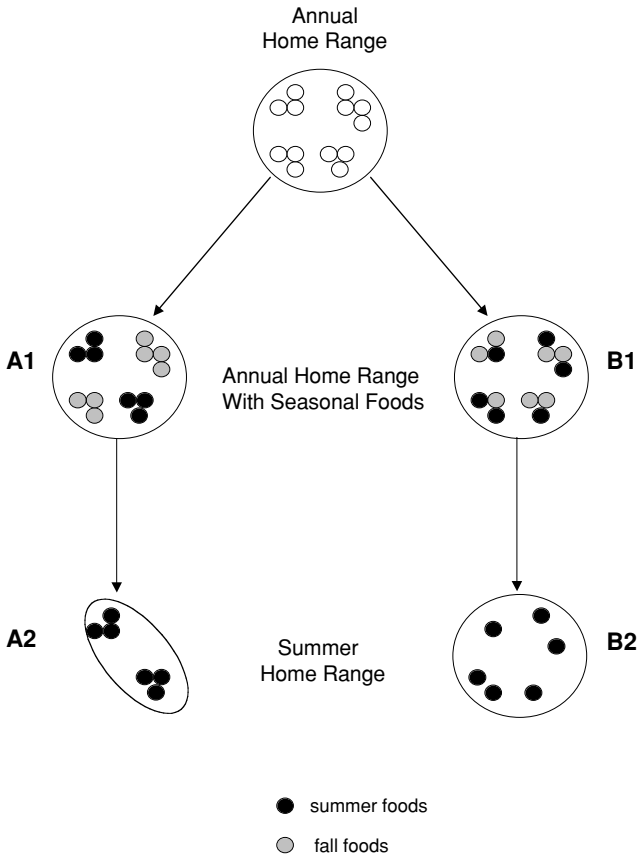 Annual
Home Range
A1
Annual Home Range
With Seasonal Foods
B1
A2
Summer
Home Range
B2
summer foods
fall foods